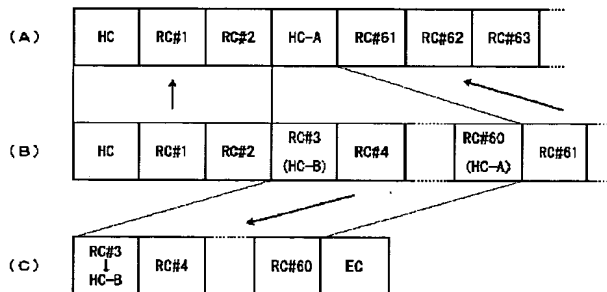 (A) HC RC#1 RC#2 HC-A RC#61 RC#62 RC#63
(B) HC RC#1 RC#2 RC#3 (HC-B) RC#4 RC#60 (HC-A) RC#61
(C) RC#3 ↓ HC-B RC#4 RC#60 EC